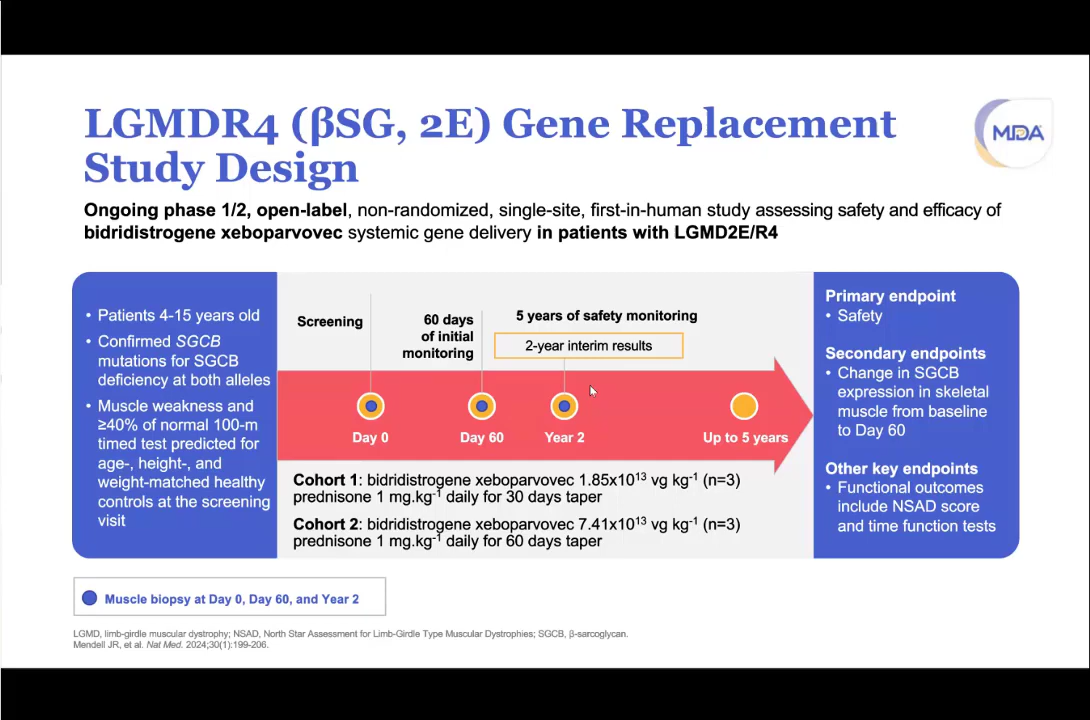 LGMDR4 (βSG, 2E) Gene Replacement
Study Design
MDA
Ongoing phase 1/2, open-label, non-randomized, single-site, first-in-human study assessing safety and efficacy of
bidridistrogene xeboparvovec systemic gene delivery in patients with LGMD2E/R4
• Patients 4-15 years old
• Confirmed SGCB
mutations for SGCB
deficiency at both alleles
• Muscle weakness and
≥40% of normal 100-m
timed test predicted for
age-, height-, and
weight-matched healthy
controls at the screening
visit
Screening
60 days
of initial
monitoring
5 years of safety monitoring
2-year interim results
Day 0
Day 60
Year 2
Up to 5 years
Cohort 1: bidridistrogene xeboparvovec 1.85x10¹³ vg kg⁻¹ (n=3)
prednisone 1 mg.kg⁻¹ daily for 30 days taper
Cohort 2: bidridistrogene xeboparvovec 7.41x10¹³ vg kg⁻¹ (n=3)
prednisone 1 mg.kg⁻¹ daily for 60 days taper
Primary endpoint
• Safety
Secondary endpoints
• Change in SGCB
expression in skeletal
muscle from baseline
to Day 60
Other key endpoints
• Functional outcomes
include NSAD score
and time function tests
Muscle biopsy at Day 0, Day 60, and Year 2
LGMD, limb-girdle muscular dystrophy; NSAD, North Star Assessment for Limb-Girdle Type Muscular Dystrophies; SGCB, β-sarcoglycan.
Mendell JR, et al. Nat Med. 2024;30(1):199-206.